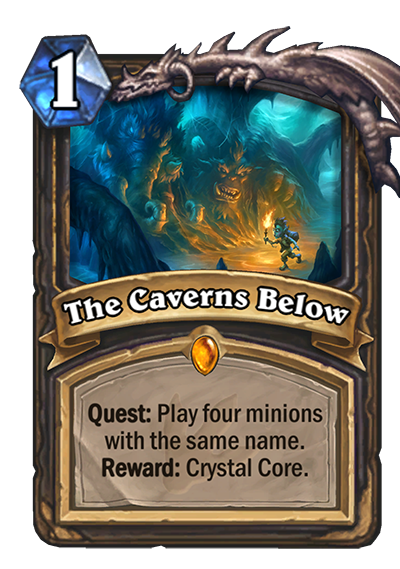 1
The Caverns Below
Quest: Play four minions
with the same name.
Reward: Crystal Core.